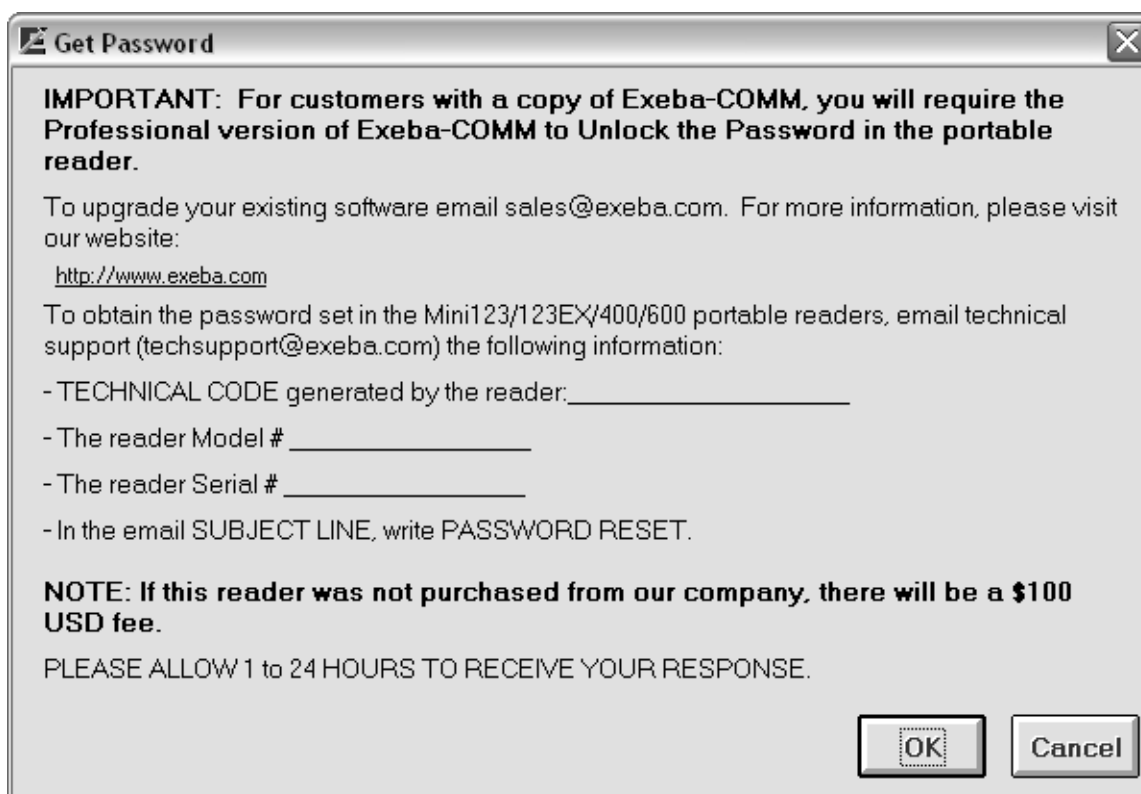 Get Password
IMPORTANT:  For customers with a copy of Exeba-COMM, you will require the
Professional version of Exeba-COMM to Unlock the Password in the portable
reader.
To upgrade your existing software email sales@exeba.com.  For more information, please visit
our website:
http://www.exeba.com
To obtain the password set in the Mini123/123EX/400/600 portable readers, email technical
support (techsupport@exeba.com) the following information:
- TECHNICAL CODE generated by the reader:____________________
- The reader Model # _________________
- The reader Serial # _________________
- In the email SUBJECT LINE, write PASSWORD RESET.
NOTE: If this reader was not purchased from our company, there will be a $100
USD fee.
PLEASE ALLOW 1 to 24 HOURS TO RECEIVE YOUR RESPONSE.
OK Cancel